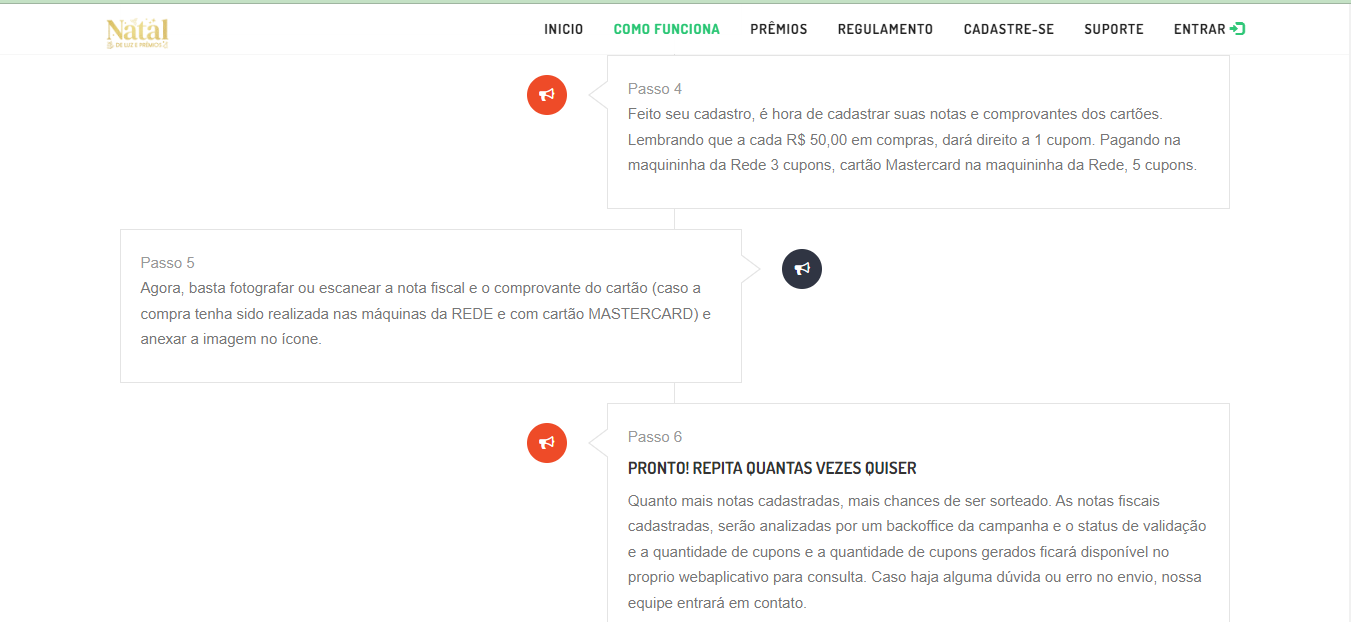 Natal
DE LUZ E PRÊMIOS
INICIO
COMO FUNCIONA
PRÊMIOS
REGULAMENTO
CADASTRE-SE
SUPORTE
ENTRAR
Passo 4
Feito seu cadastro, é hora de cadastrar suas notas e comprovantes dos cartões.
Lembrando que a cada R$ 50,00 em compras, dará direito a 1 cupom. Pagando na
maquininha da Rede 3 cupons, cartão Mastercard na maquininha da Rede, 5 cupons.
Passo 5
Agora, basta fotografar ou escanear a nota fiscal e o comprovante do cartão (caso a
compra tenha sido realizada nas máquinas da REDE e com cartão MASTERCARD) e
anexar a imagem no ícone.
Passo 6
PRONTO! REPITA QUANTAS VEZES QUISER
Quanto mais notas cadastradas, mais chances de ser sorteado. As notas fiscais
cadastradas, serão analizadas por um backoffice da campanha e o status de validação
e a quantidade de cupons e a quantidade de cupons gerados ficará disponível no
proprio webaplicativo para consulta. Caso haja alguma dúvida ou erro no envio, nossa
equipe entrará em contato.